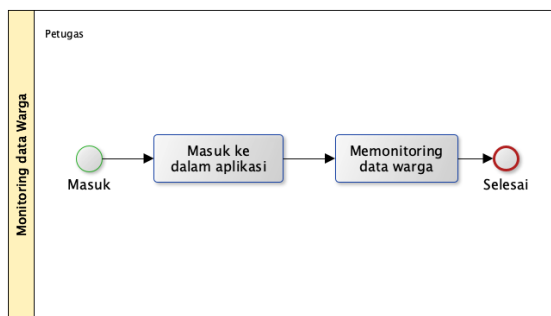 Monitoring data Warga
Petugas
Masuk
Masuk ke
dalam aplikasi
Memonitoring
data warga
Selesai